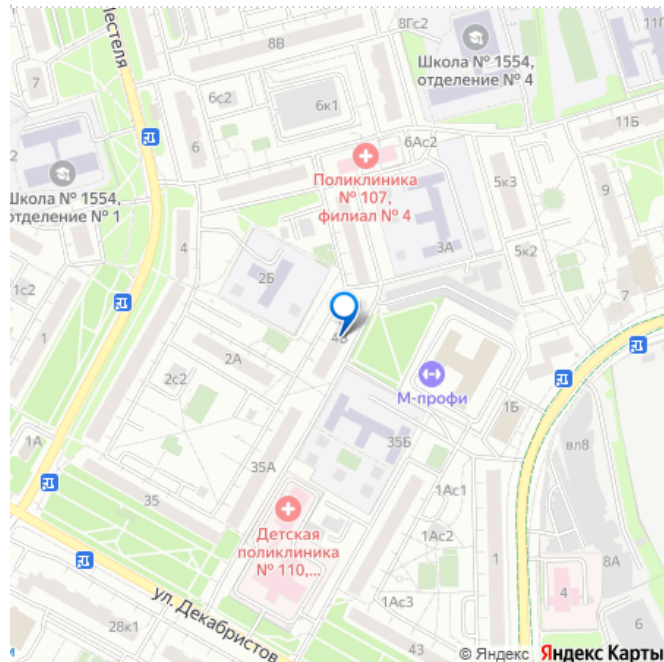 Пестеля
7
8В
8Гс2
11Г
Школа № 1554,
отделение № 4
6с2
6к1
6
6Ас2
11Б
2
Школа № 1554,
отделение № 1
Поликлиника
№ 107,
филиал № 4
5к3
9
4
3А
5к2
2Б
1с2
7
1
2А
2с2
М-профи
1Б
1А
35Б
вл8
35А
35
1Ас1
Детская
поликлиника
№ 110,...
1Ас2
1
8А
4
ул. Декабристов
1Ас3
28к1
43
6
© Яндекс Яндекс Карты